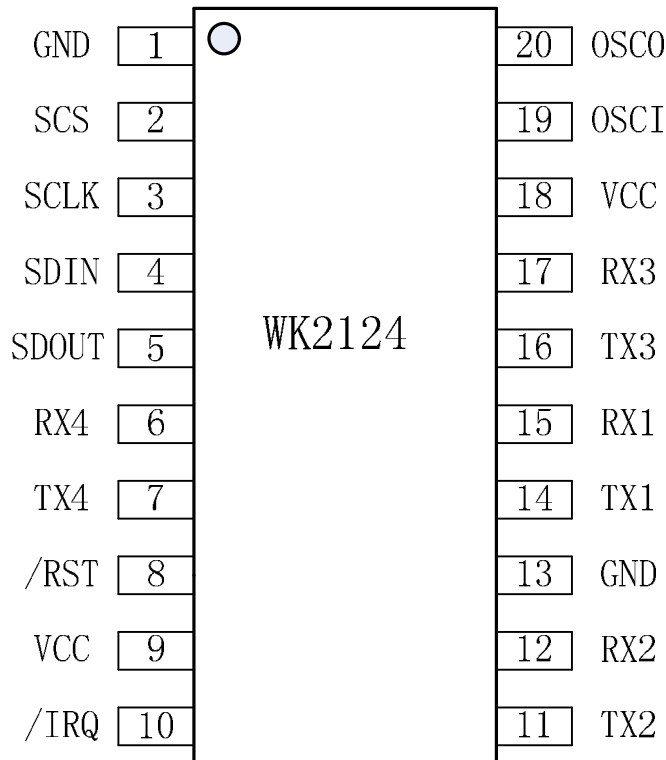 GND 1 20 OSCO
SCS 2 19 OSCI
SCLK 3 18 VCC
SDIN 4 17 RX3
WK2124
SDOUT 5 16 TX3
RX4 6 15 RX1
TX4 7 14 TX1
/RST 8 13 GND
VCC 9 12 RX2
/IRQ 10 11 TX2